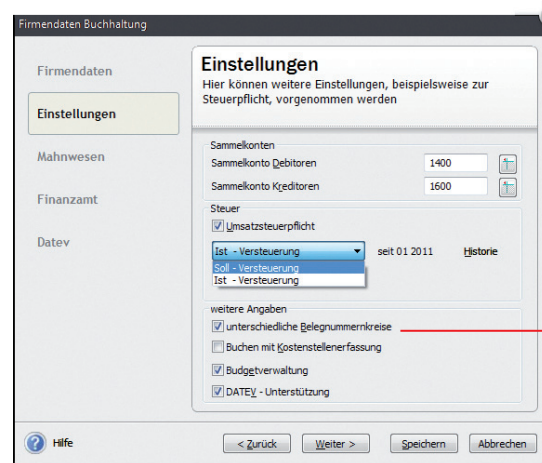 Firmendaten Buchhaltung
Firmendaten
Einstellungen
Mahnwesen
Finanzamt
Datev
Einstellungen
Hier können weitere Einstellungen, beispielsweise zur
Steuerpflicht, vorgenommen werden
Sammelkonten
Sammelkonto Debitoren 1400
Sammelkonto Kreditoren 1600
Steuer
Umsatzsteuerpflicht
Ist - Versteuerung seit 01 2011 Historie
Soll - Versteuerung
Ist - Versteuerung
weitere Angaben
unterschiedliche Belegnummernkreise
Buchen mit Kostenstellenerfassung
Budgetverwaltung
DATEV - Unterstützung
Hilfe < Zurück Weiter > Speichern Abbrechen